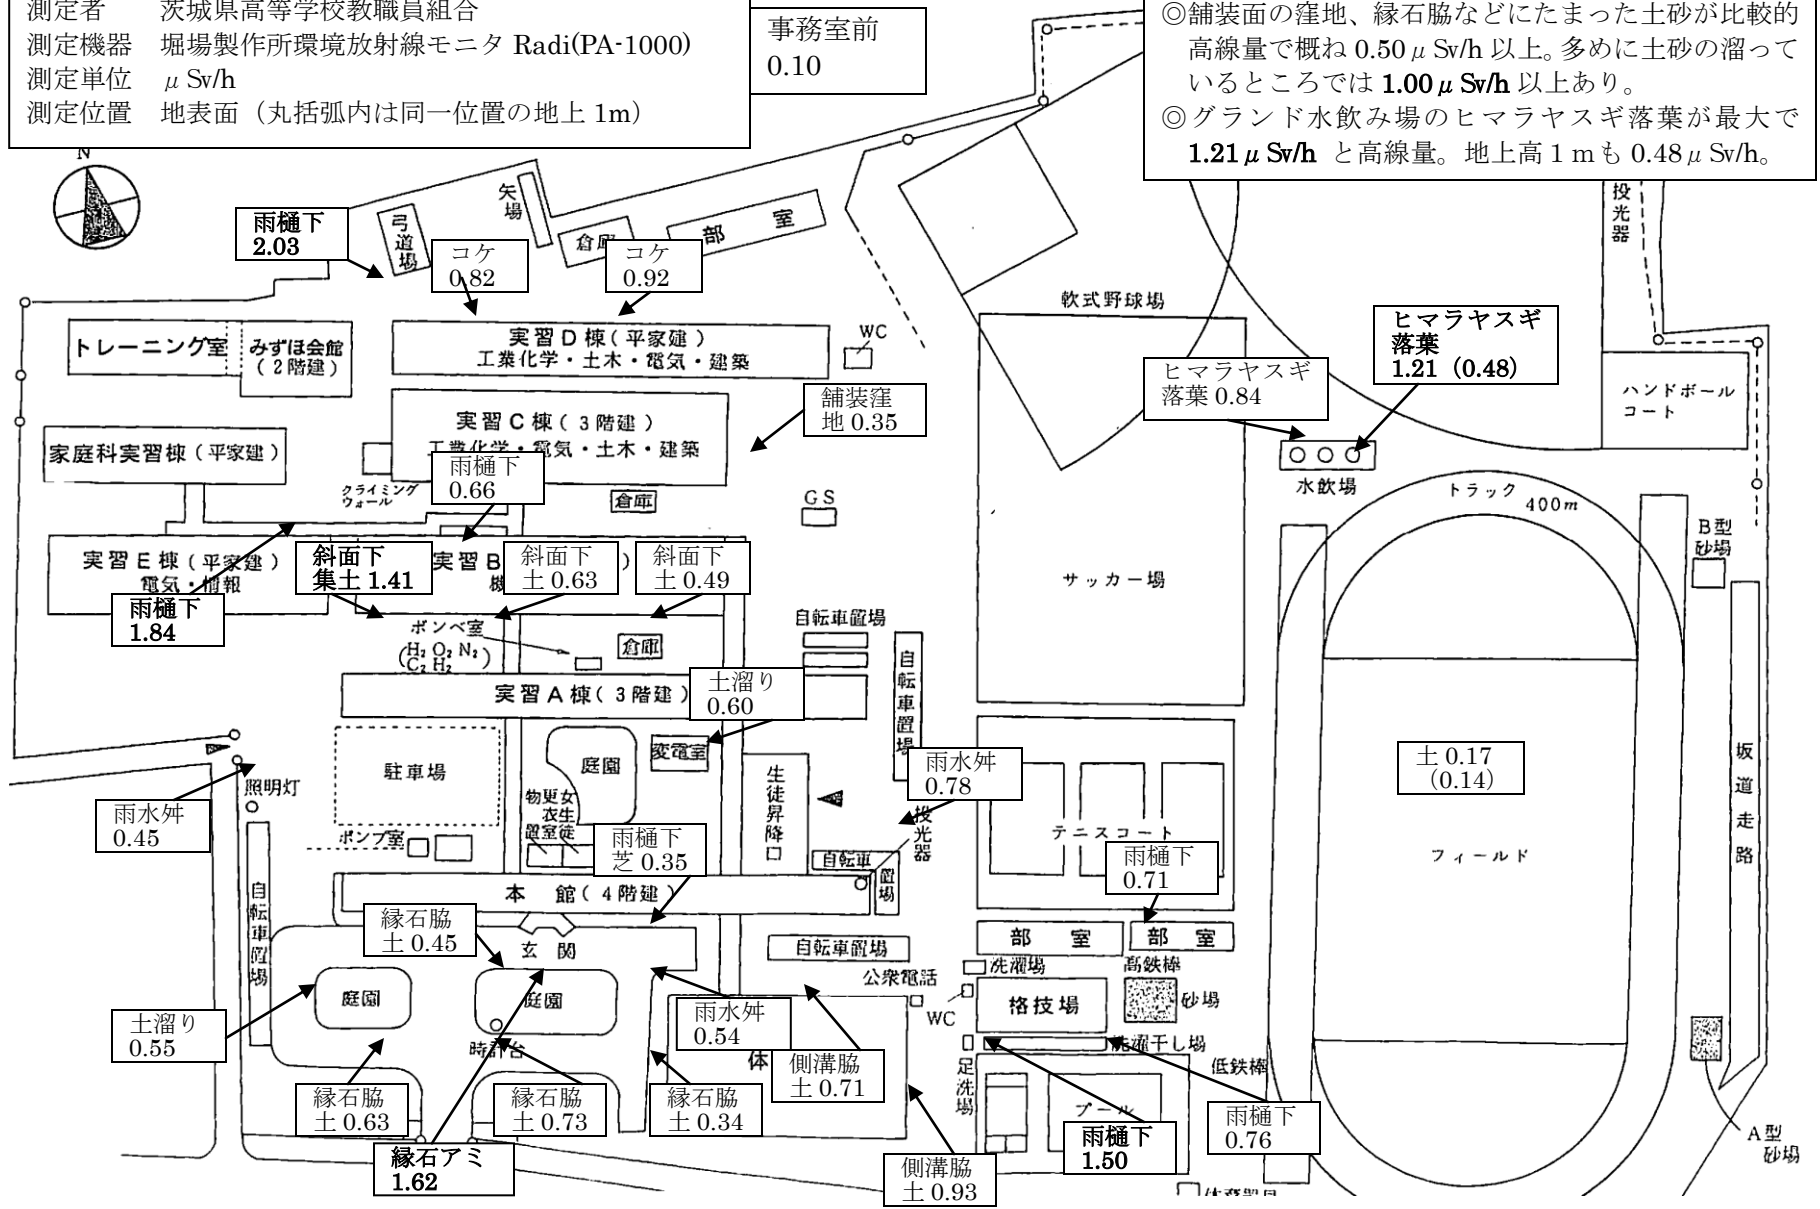 測定者　茨城県高等学校教職員組合
測定機器　堀場製作所環境放射線モニタ Radi(PA-1000)
測定単位　μSv/h
測定位置　地表面（丸括弧内は同一位置の地上 1m）
事務室前
0.10
◎舗装面の窪地、縁石脇などにたまった土砂が比較的
高線量で概ね 0.50μSv/h 以上。多めに土砂の溜って
いるところでは 1.00μSv/h 以上あり。
◎グランド水飲み場のヒマラヤスギ落葉が最大で
1.21μSv/h と高線量。地上高１ｍも 0.48μSv/h。
N
雨樋下
2.03
弓道場
矢場
倉庫
部 室
コケ
0.82
コケ
0.92
投光器
軟式野球場
トレーニング室
みずほ会館
（２階建）
実習Ｄ棟（平家建）
工業化学・土木・電気・建築
WC
ヒマラヤスギ
落葉
1.21（0.48）
ヒマラヤスギ
落葉 0.84
ハンドボール
コート
舗装窪
地 0.35
実習Ｃ棟（３階建）
工業化学・電気・土木・建築
家庭科実習棟（平家建）
雨樋下
0.66
クライミング
ウォール
倉庫
GS
水飲場
トラック
400m
B型
砂場
実習Ｅ棟（平家建）
電気・情報
斜面下
集土 1.41
実習B
斜面下
土 0.63
斜面下
土 0.49
サッカー場
雨樋下
1.84
ボンベ室
（H₂ O₂ N₂
C₂ H₂）
倉庫
自転車置場
自転車置場
実習Ａ棟（３階建）
土溜り
0.60
駐車場
庭園
変電室
生徒昇降口
雨水舛
0.78
土 0.17
（0.14）
坂道走路
照明灯
雨水舛
0.45
ポンプ室
女生徒
更衣室
物置
雨樋下
芝 0.35
投光器
テニスコート
フィールド
雨樋下
0.71
自転車
置場
本 館（４階建）
自転車置場
縁石脇
土 0.45
玄関
自転車置場
部 室
部 室
公衆電話
洗濯場
高鉄棒
庭園
庭園
WC
格技場
砂場
土溜り
0.55
時計台
雨水舛
0.54
体
側溝脇
土 0.71
洗濯干し場
足洗場
低鉄棒
縁石脇
土 0.63
縁石脇
土 0.73
縁石脇
土 0.34
プール
雨樋下
0.76
雨樋下
1.50
A型
砂場
縁石アミ
1.62
側溝脇
土 0.93